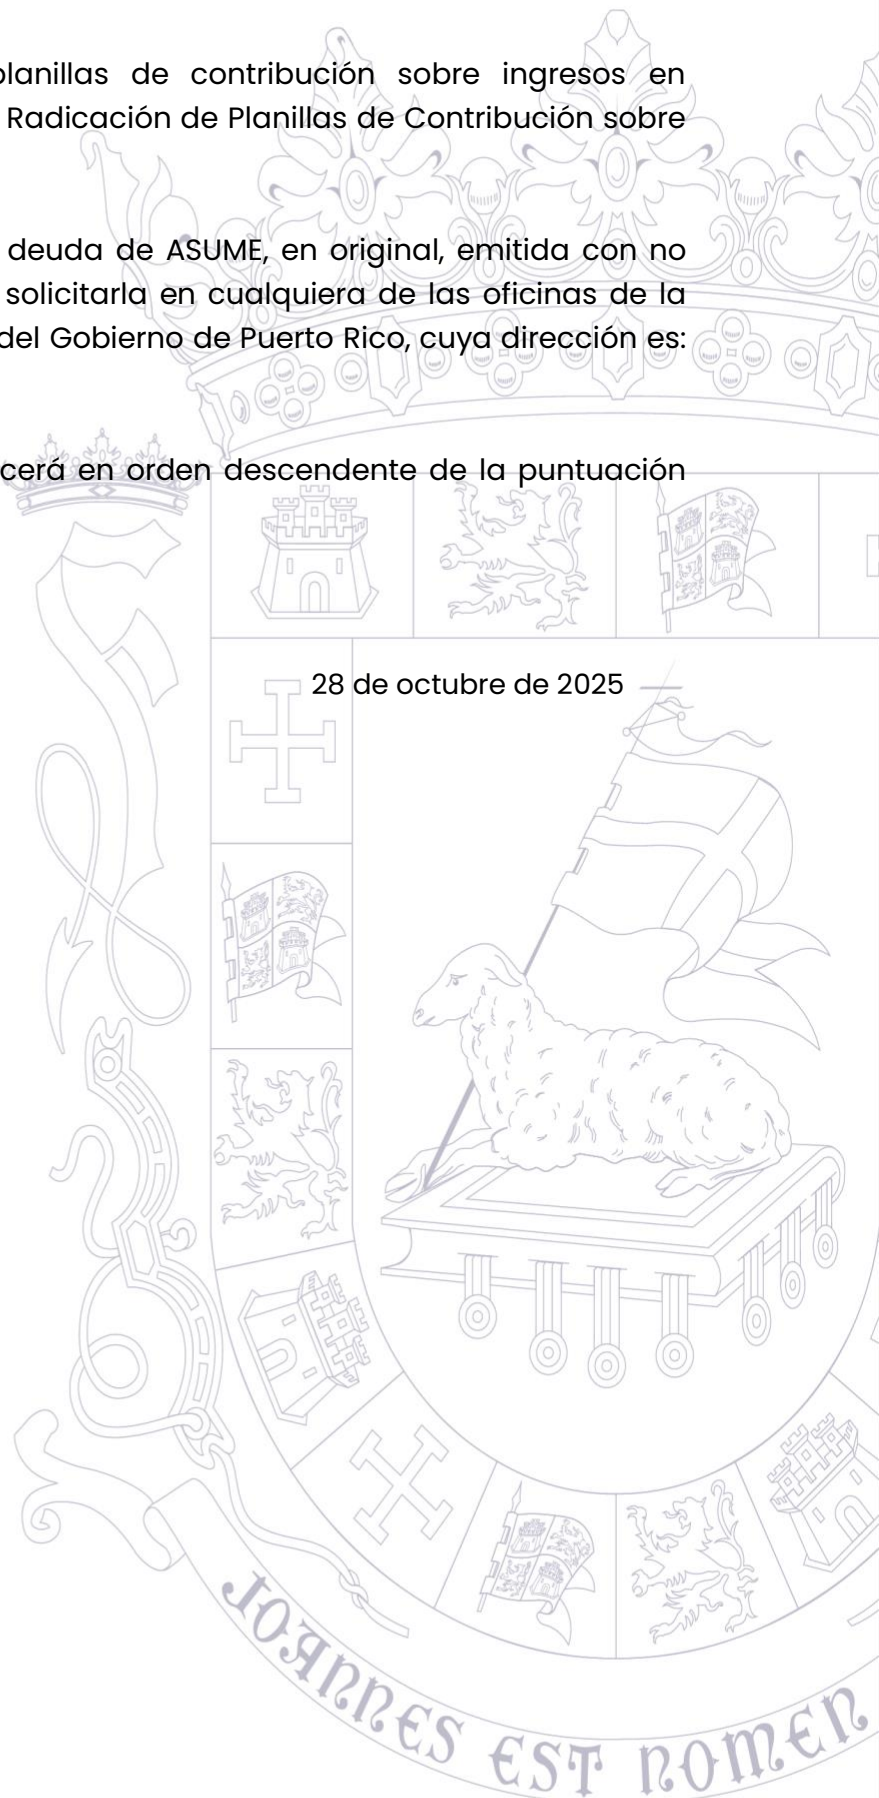 planillas de contribución sobre ingresos en
Radicación de Planillas de Contribución sobre
deuda de ASUME, en original, emitida con no
solicitarla en cualquiera de las oficinas de la
del Gobierno de Puerto Rico, cuya dirección es:
cerá en orden descendente de la puntuación
28 de octubre de 2025
JOANNES EST NOMEN